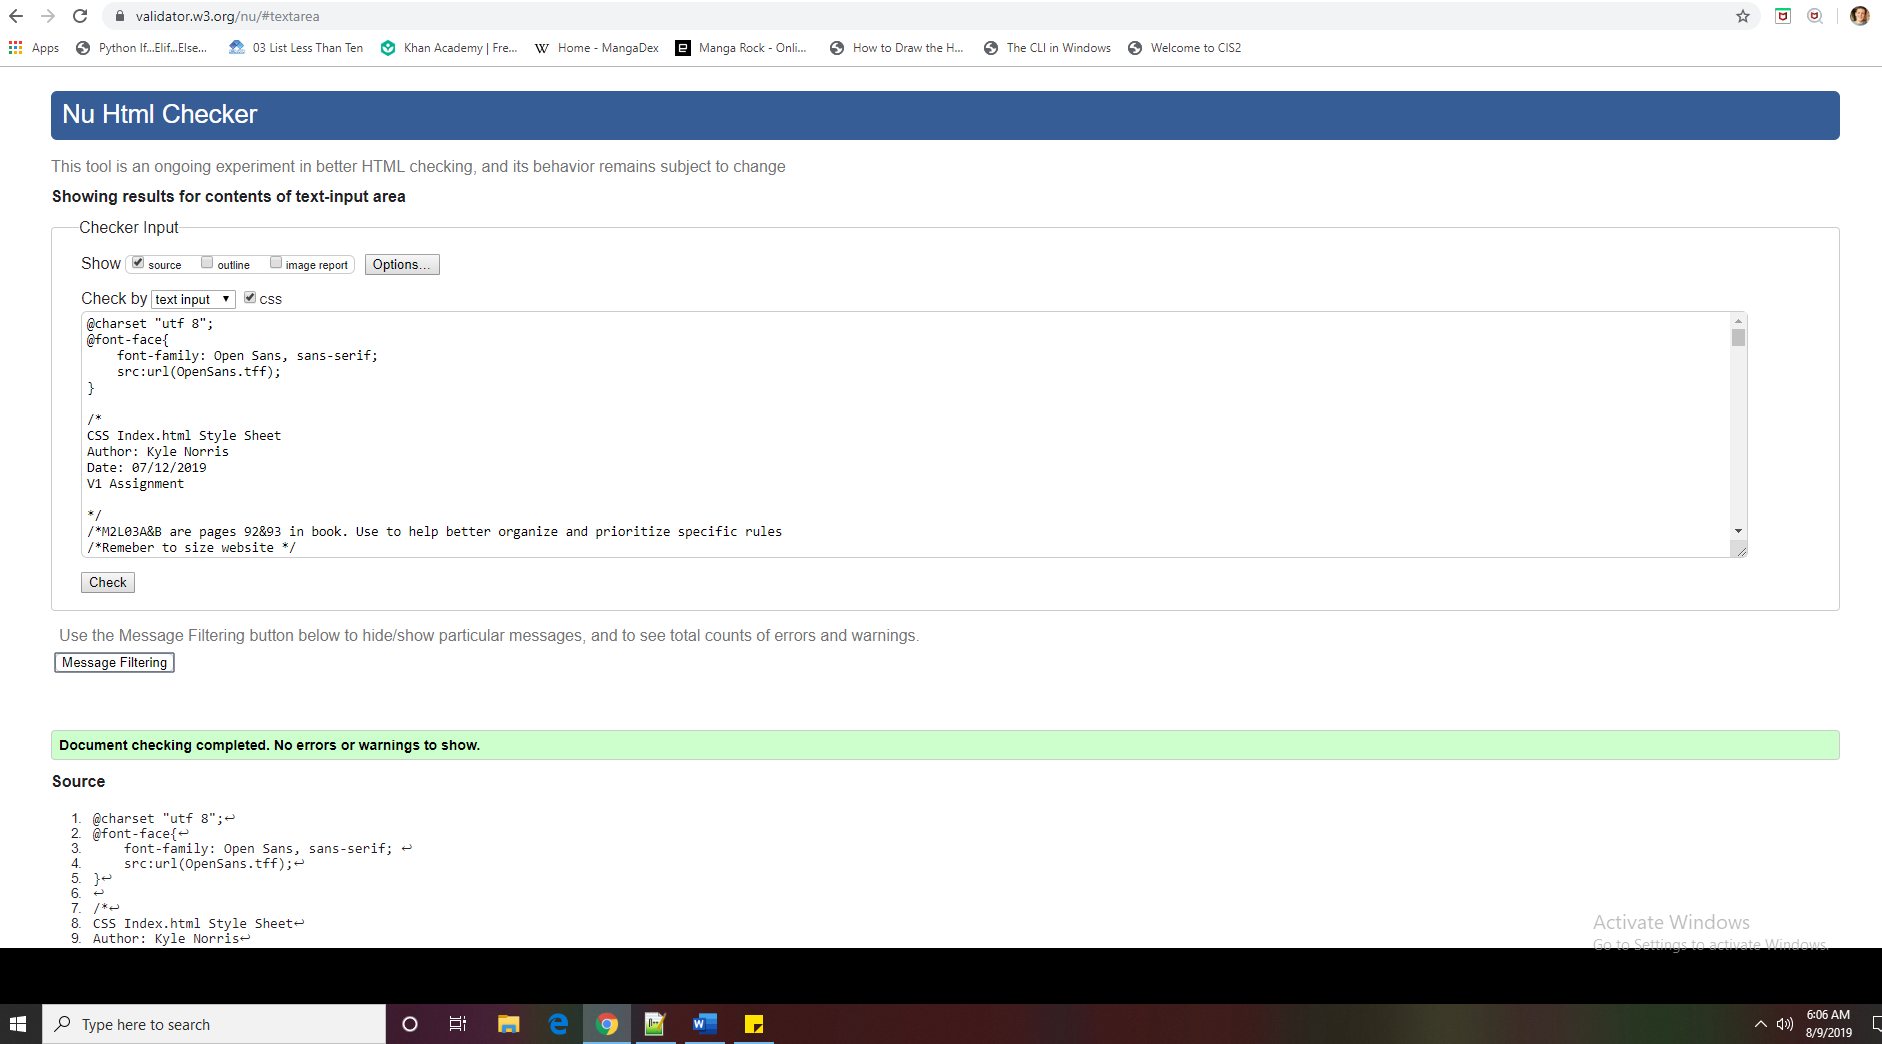 validator.w3.org/nu/#textarea
Apps Python If...Elif...Else... 03 List Less Than Ten Khan Academy | Fre... W Home - MangaDex Manga Rock - Onli... How to Draw the H... The CLI in Windows Welcome to CIS2
Nu Html Checker
This tool is an ongoing experiment in better HTML checking, and its behavior remains subject to change
Showing results for contents of text-input area
Checker Input
Show source outline image report Options...
Check by text input css
@charset "utf 8";
@font-face{
font-family: Open Sans, sans-serif;
src:url(OpenSans.tff);
}
/*
CSS Index.html Style Sheet
Author: Kyle Norris
Date: 07/12/2019
V1 Assignment
*/
/*M2L03A&B are pages 92&93 in book. Use to help better organize and prioritize specific rules
/*Remeber to size website */
Check
Use the Message Filtering button below to hide/show particular messages, and to see total counts of errors and warnings.
Message Filtering
Document checking completed. No errors or warnings to show.
Source
1. @charset "utf 8";↩
2. @font-face{↩
3. font-family: Open Sans, sans-serif; ↩
4. src:url(OpenSans.tff);↩
5. }↩
6. ↩
7. /*↩
8. CSS Index.html Style Sheet↩
9. Author: Kyle Norris↩
Activate Windows
Go to Settings to activate Windows.
Type here to search
6:06 AM
8/9/2019